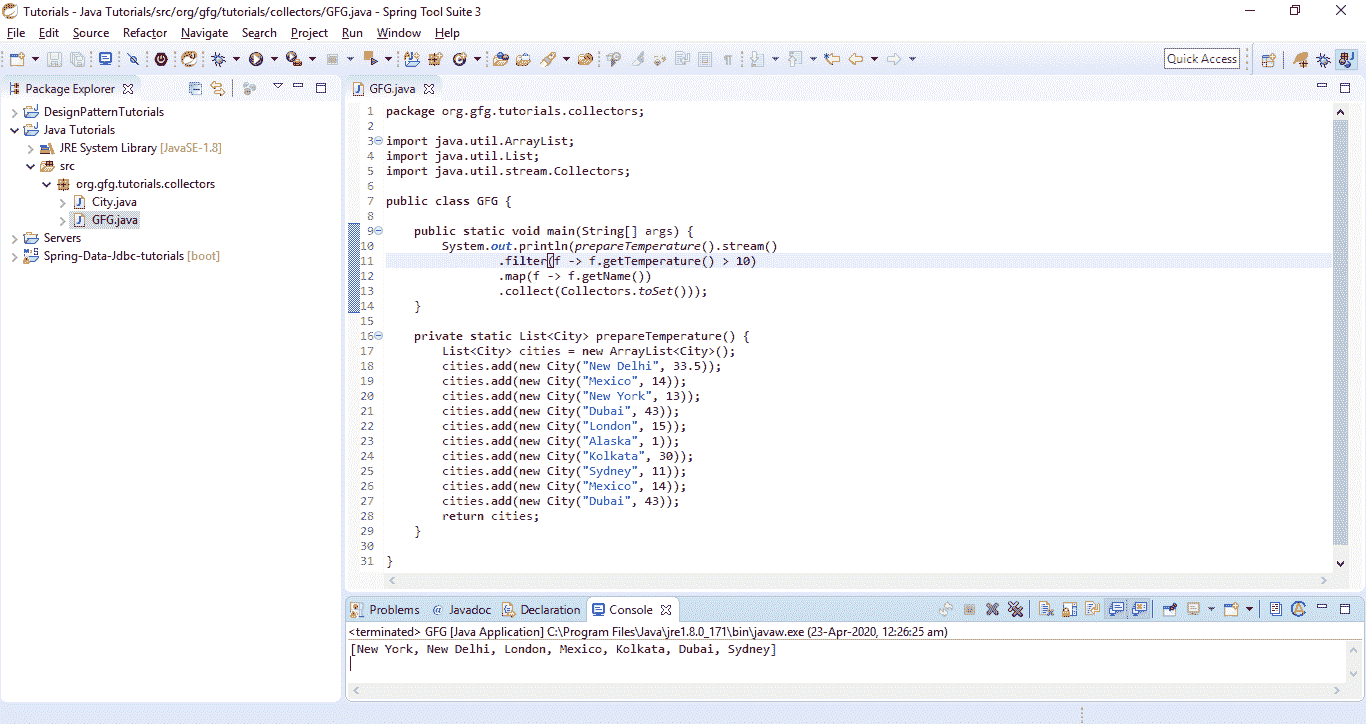 Tutorials - Java Tutorials/src/org/gfg/tutorials/collectors/GFG.java - Spring Tool Suite 3
File Edit Source Refactor Navigate Search Project Run Window Help
Quick Access
Package Explorer
DesignPatternTutorials
Java Tutorials
JRE System Library [JavaSE-1.8]
src
org.gfg.tutorials.collectors
City.java
GFG.java
Servers
Spring-Data-Jdbc-tutorials [boot]
GFG.java
1 package org.gfg.tutorials.collectors;
2
3 import java.util.ArrayList;
4 import java.util.List;
5 import java.util.stream.Collectors;
6
7 public class GFG {
8
9     public static void main(String[] args) {
10         System.out.println(prepareTemperature().stream()
11                 .filter(f -> f.getTemperature() > 10)
12                 .map(f -> f.getName())
13                 .collect(Collectors.toSet()));
14     }
15
16     private static List<City> prepareTemperature() {
17         List<City> cities = new ArrayList<City>();
18         cities.add(new City("New Delhi", 33.5));
19         cities.add(new City("Mexico", 14));
20         cities.add(new City("New York", 13));
21         cities.add(new City("Dubai", 43));
22         cities.add(new City("London", 15));
23         cities.add(new City("Alaska", 1));
24         cities.add(new City("Kolkata", 30));
25         cities.add(new City("Sydney", 11));
26         cities.add(new City("Mexico", 14));
27         cities.add(new City("Dubai", 43));
28         return cities;
29     }
30
31 }
Problems @ Javadoc Declaration Console
<terminated> GFG [Java Application] C:\Program Files\Java\jre1.8.0_171\bin\javaw.exe (23-Apr-2020, 12:26:25 am)
[New York, New Delhi, London, Mexico, Kolkata, Dubai, Sydney]